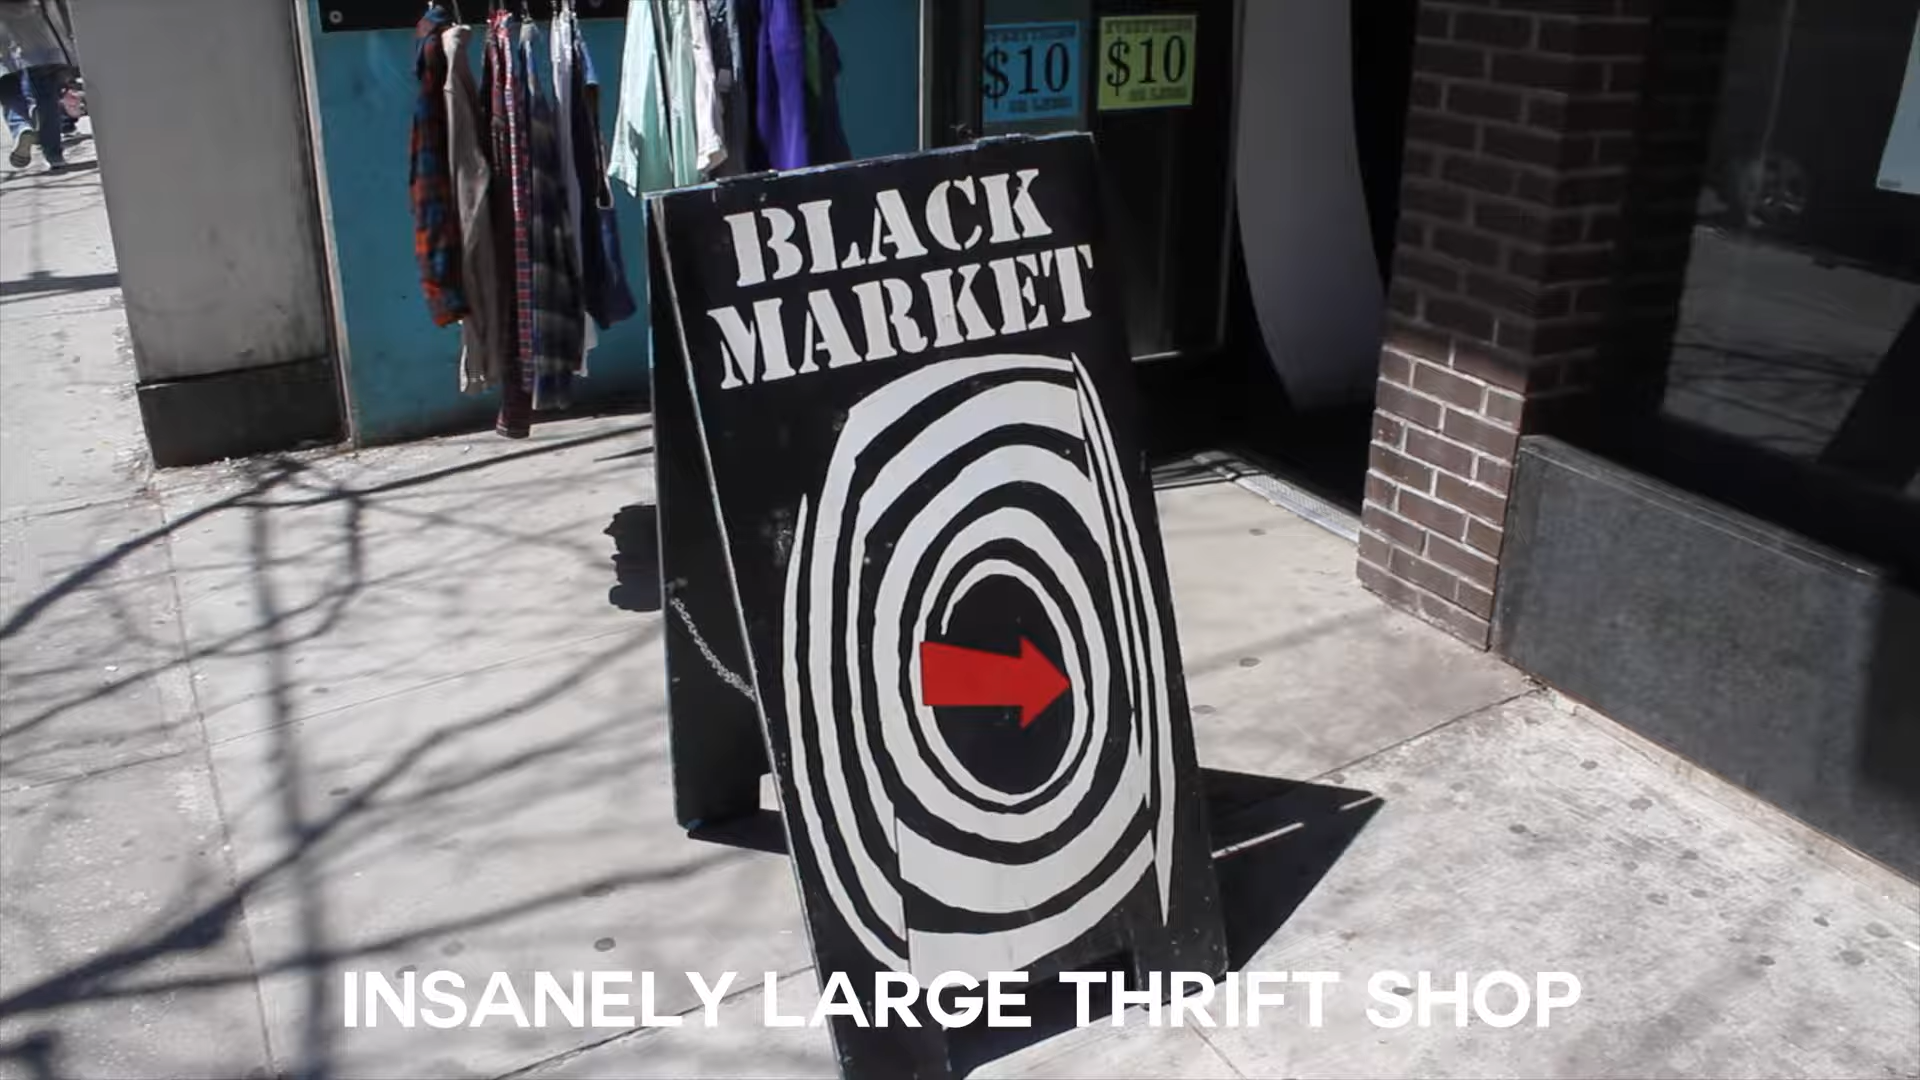 $10
$10
BLACK
MARKET
INSANELY LARGE THRIFT SHOP